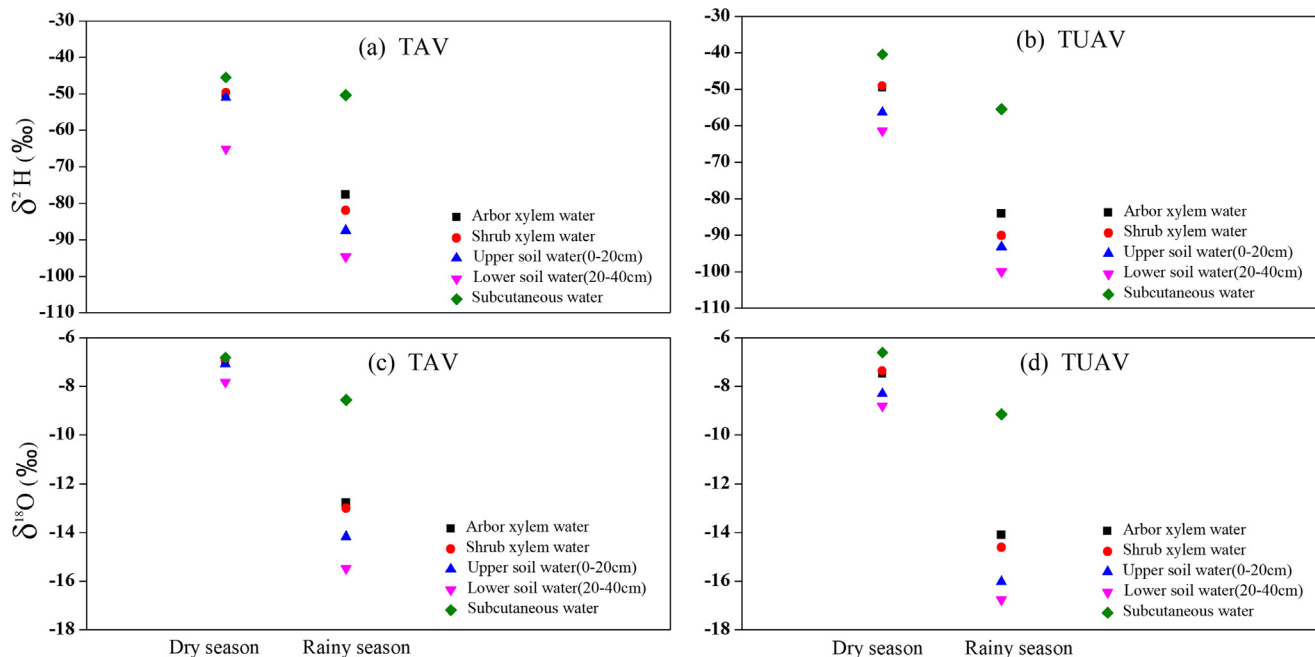 (a) TAV
δ²H (‰)
-30
-40
-50
-60
-70
-80
-90
-100
-110
Arbor xylem water
Shrub xylem water
Upper soil water(0-20cm)
Lower soil water(20-40cm)
Subcutaneous water
(b) TUAV
-30
-40
-50
-60
-70
-80
-90
-100
-110
Arbor xylem water
Shrub xylem water
Upper soil water(0-20cm)
Lower soil water(20-40cm)
Subcutaneous water
(c) TAV
δ¹⁸O (‰)
-6
-8
-10
-12
-14
-16
-18
Arbor xylem water
Shrub xylem water
Upper soil water(0-20cm)
Lower soil water(20-40cm)
Subcutaneous water
Dry season Rainy season
(d) TUAV
-6
-8
-10
-12
-14
-16
-18
Arbor xylem water
Shrub xylem water
Upper soil water(0-20cm)
Lower soil water(20-40cm)
Subcutaneous water
Dry season Rainy season